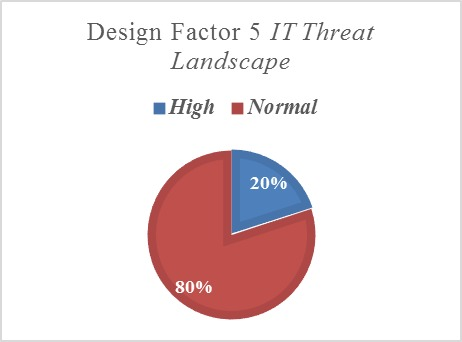 Design Factor 5 IT Threat
Landscape
High Normal
20%
80%